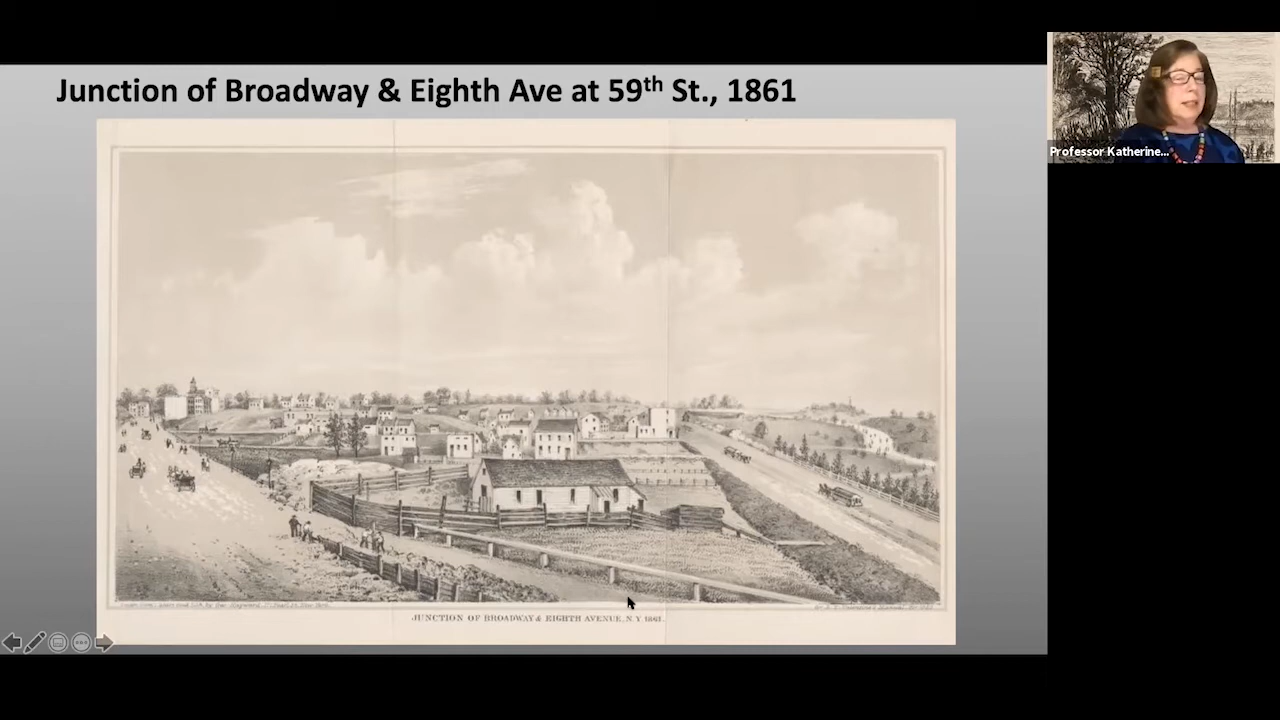 Junction of Broadway & Eighth Ave at 59th St., 1861
Professor Katherine...
JUNCTION OF BROADWAY & EIGHTH AVENUE, N.Y. 1861.